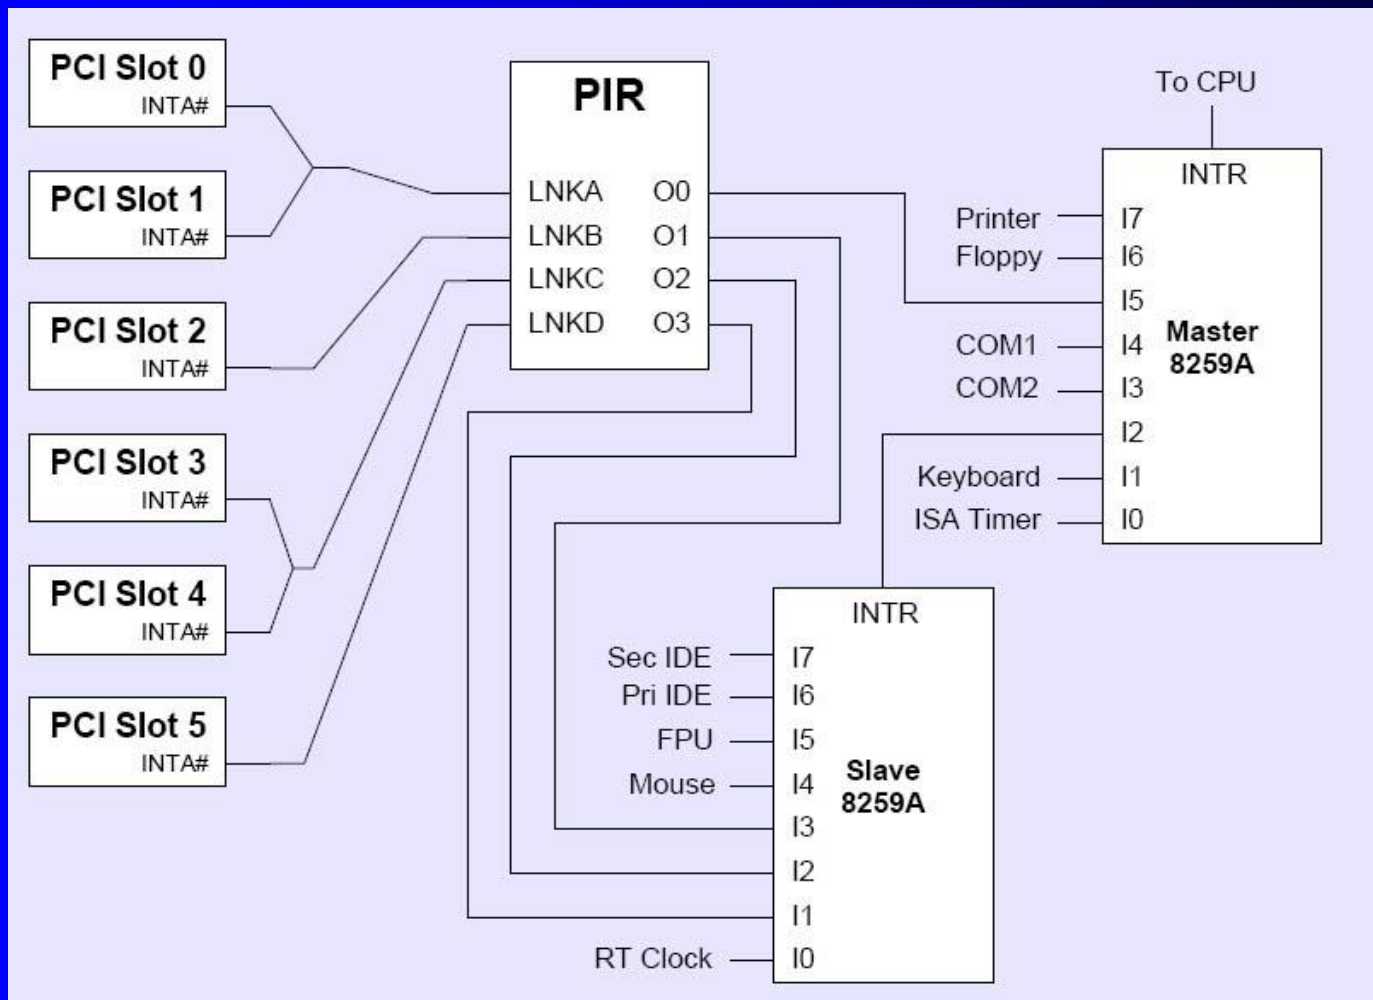 PCI Slot 0
INTA#
PCI Slot 1
INTA#
PCI Slot 2
INTA#
PCI Slot 3
INTA#
PCI Slot 4
INTA#
PCI Slot 5
INTA#
PIR
LNKA O0
LNKB O1
LNKC O2
LNKD O3
To CPU
INTR
Printer I7
Floppy I6
I5
Master
8259A
COM1 I4
COM2 I3
I2
Keyboard I1
ISA Timer I0
INTR
Sec IDE I7
Pri IDE I6
FPU I5
Slave
8259A
Mouse I4
I3
I2
I1
RT Clock I0